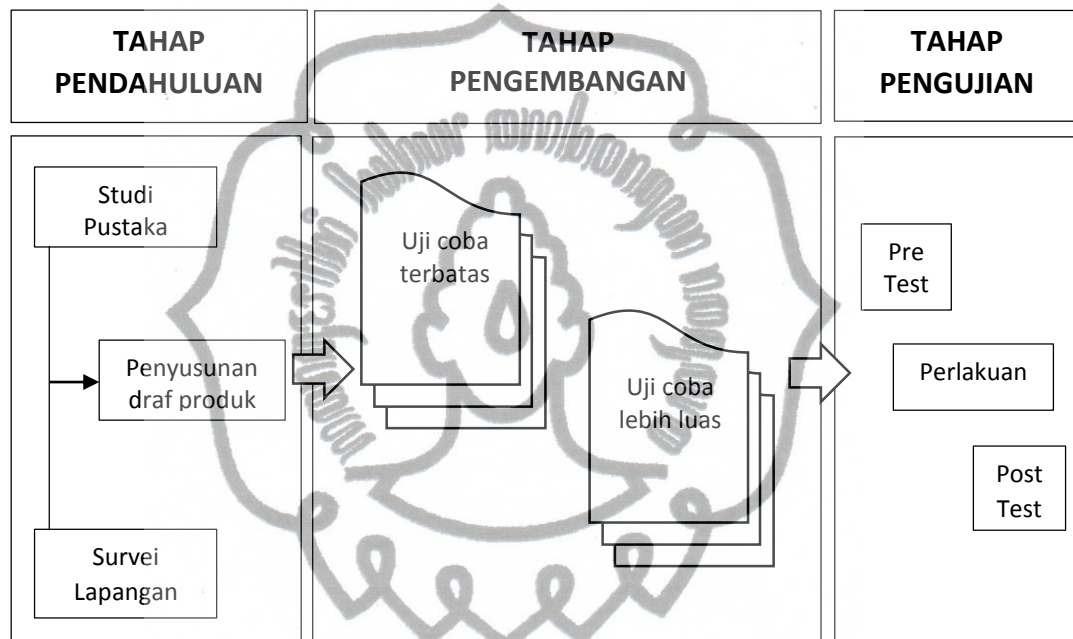 TAHAP
PENDAHULUAN
TAHAP
PENGEMBANGAN
TAHAP
PENGUJIAN
Studi
Pustaka
Penyusunan
draf produk
Survei
Lapangan
Uji coba
terbatas
Uji coba
lebih luas
Pre
Test
Perlakuan
Post
Test